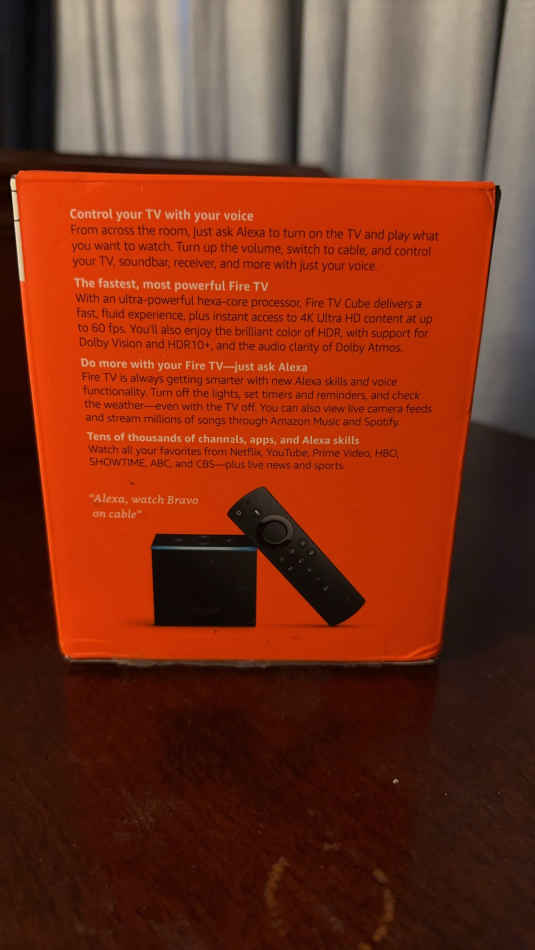 Control your TV with your voice
From across the room, just ask Alexa to turn on the TV and play what
you want to watch. Turn up the volume, switch to cable, and control
your TV, soundbar, receiver, and more with just your voice.
The fastest, most powerful Fire TV
With an ultra-powerful hexa-core processor, Fire TV Cube delivers a
fast, fluid experience, plus instant access to 4K Ultra HD content at up
to 60 fps. You'll also enjoy the brilliant color of HDR, with support for
Dolby Vision and HDR10+, and the audio clarity of Dolby Atmos.
Do more with your Fire TV—just ask Alexa
Fire TV is always getting smarter with new Alexa skills and voice
functionality. Turn off the lights, set timers and reminders, and check
the weather—even with the TV off. You can also view live camera feeds
and stream millions of songs through Amazon Music and Spotify.
Tens of thousands of channels, apps, and Alexa skills
Watch all your favorites from Netflix, YouTube, Prime Video, HBO,
SHOWTIME, ABC, and CBS—plus live news and sports.
"Alexa, watch Bravo
on cable"